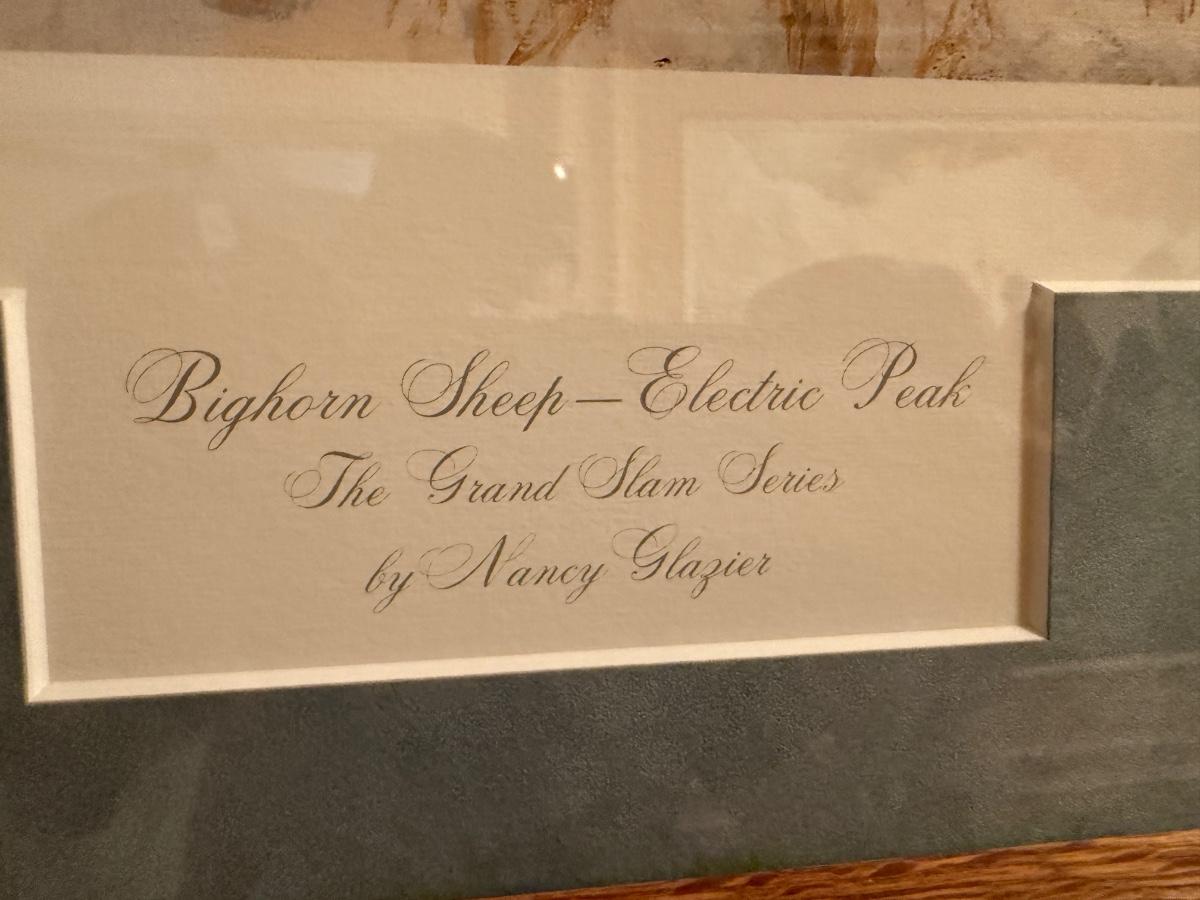 Bighorn Sheep — Electric Peak
The Grand Slam Series
by Nancy Glazier